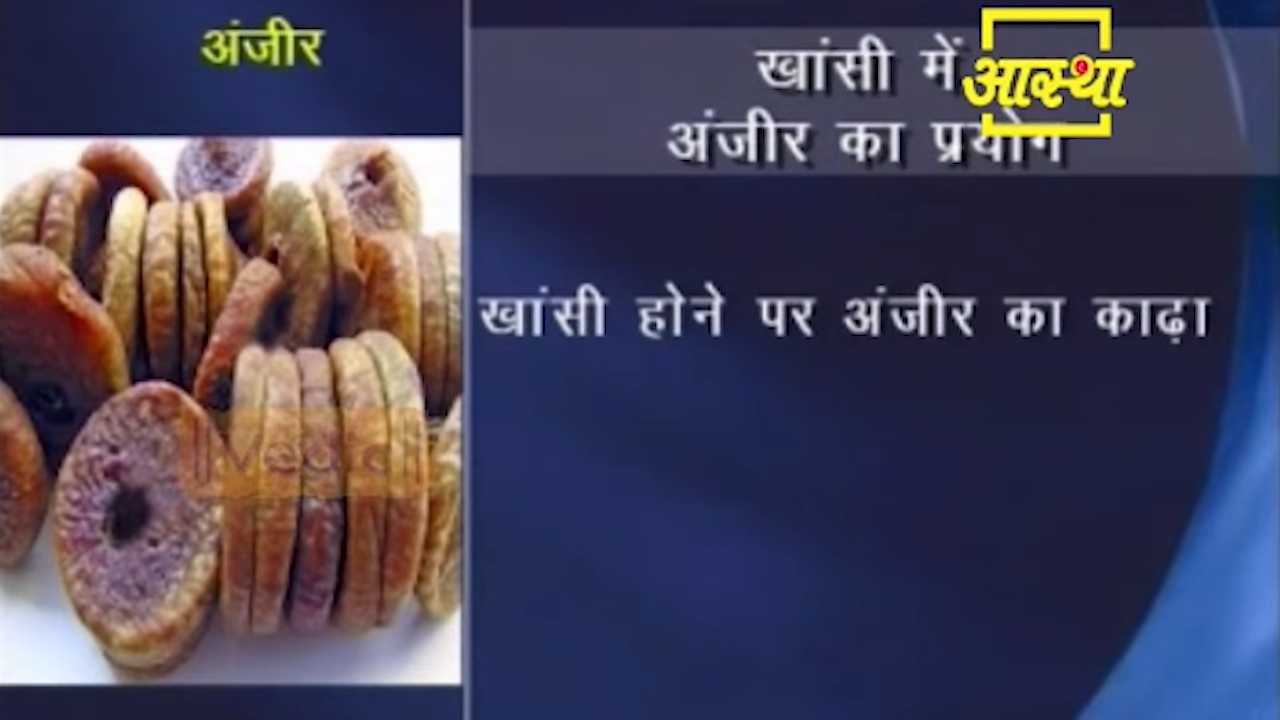 अंजीर
खांसी में
अंजीर का प्रयोग
आस्था
खांसी होने पर अंजीर का काढ़ा